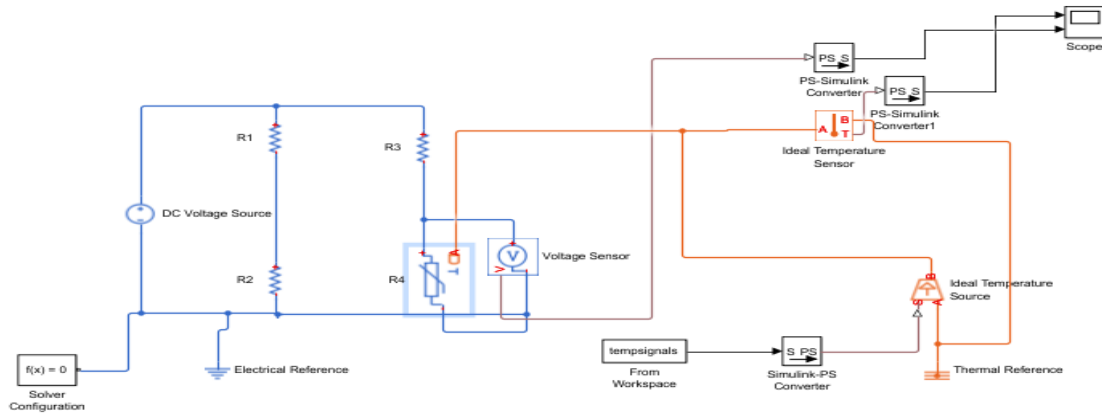 Scope
PS S
PS-Simulink
Converter
PS S
PS-Simulink
Converter1
R1
R3
A
B
T
Ideal Temperature
Sensor
DC Voltage Source
A
T
V
V
Voltage Sensor
R2
R4
B
S
A
Ideal Temperature
Source
tempsignals
From
Workspace
S PS
Simulink-PS
Converter
Thermal Reference
f(x) = 0
Solver
Configuration
Electrical Reference